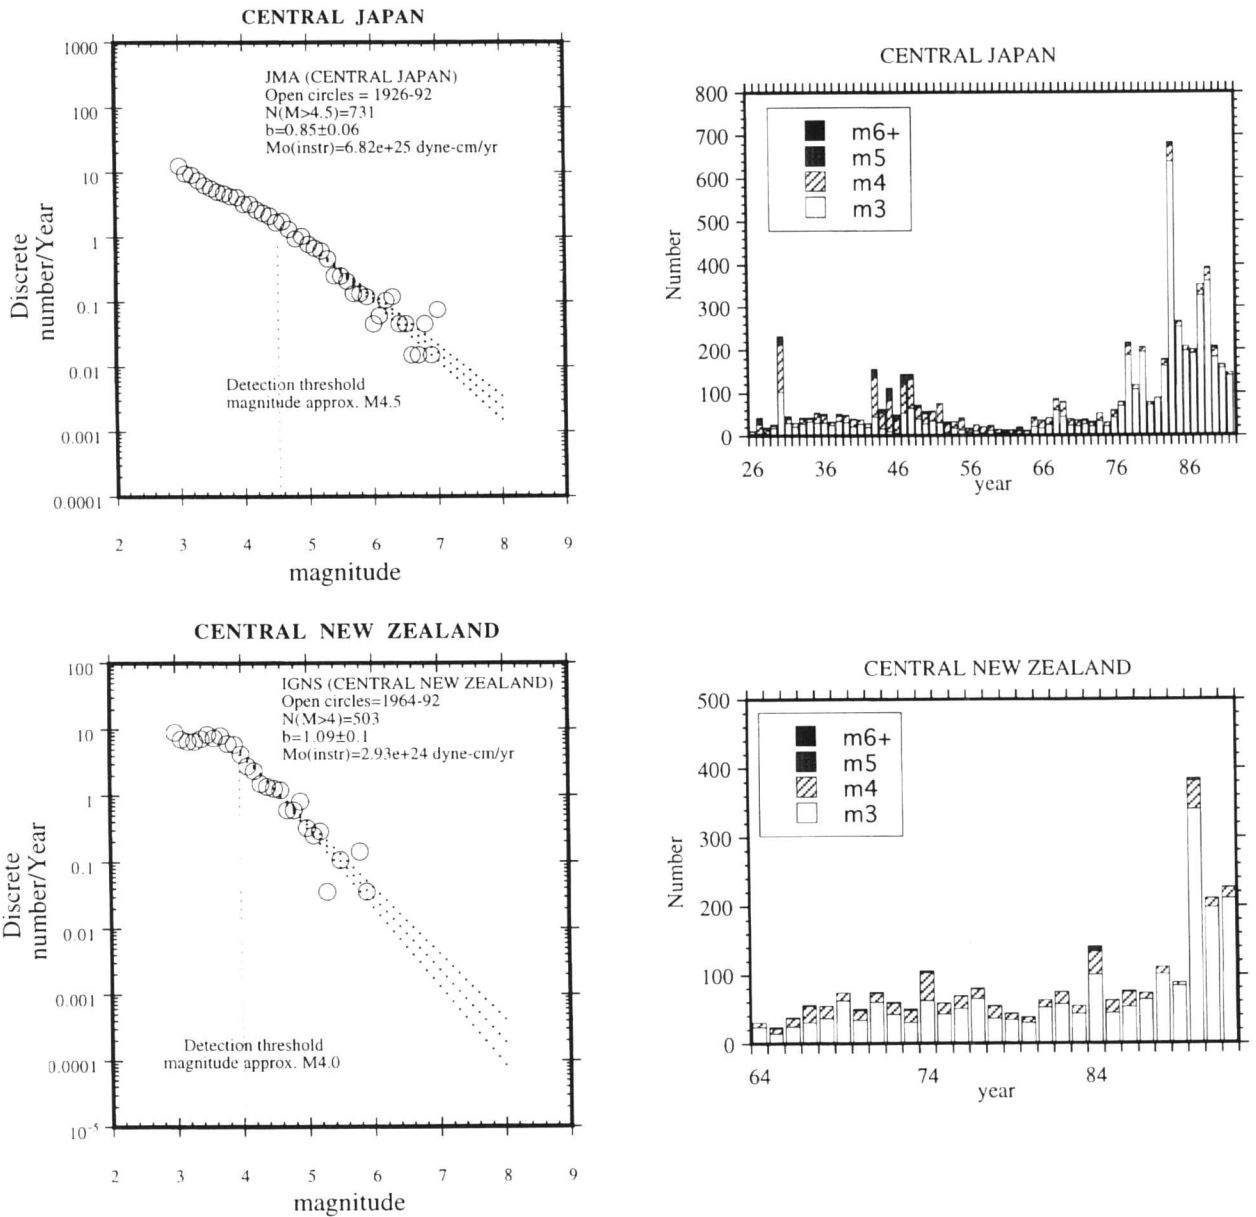 CENTRAL JAPAN
1000
100
10
1
0.1
0.01
0.001
0.0001
Discrete
number/Year
JMA (CENTRAL JAPAN)
Open circles = 1926-92
N(M>4.5)=731
b=0.85±0.06
Mo(instr)=6.82e+25 dyne-cm/yr
Detection threshold
magnitude approx. M4.5
2 3 4 5 6 7 8 9
magnitude
CENTRAL JAPAN
800
700
600
500
400
300
200
100
0
Number
m6+
m5
m4
m3
26 36 46 56 66 76 86
year
CENTRAL NEW ZEALAND
100
10
1
0.1
0.01
0.001
0.0001
10⁻⁵
Discrete
number/Year
IGNS (CENTRAL NEW ZEALAND)
Open circles=1964-92
N(M>4)=503
b=1.09±0.1
Mo(instr)=2.93e+24 dyne-cm/yr
Detection threshold
magnitude approx. M4.0
2 3 4 5 6 7 8 9
magnitude
CENTRAL NEW ZEALAND
500
400
300
200
100
0
Number
m6+
m5
m4
m3
64 74 84
year